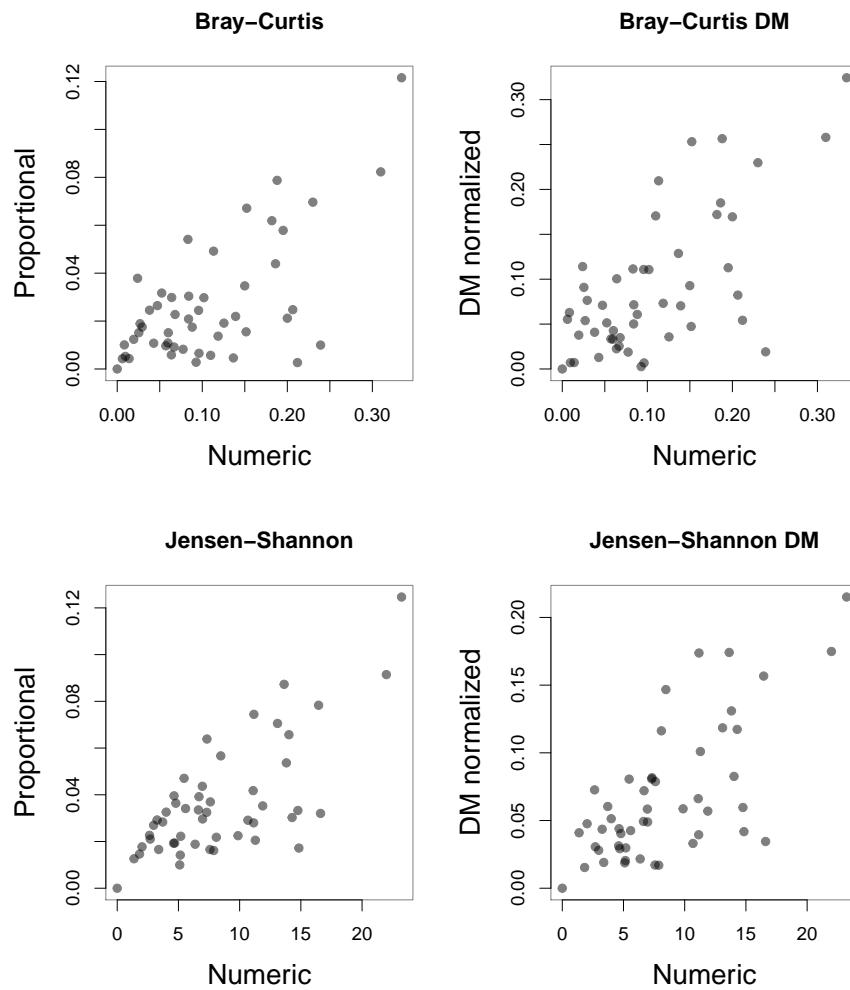 Bray−Curtis
Proportional
0.00 0.04 0.08 0.12
0.00 0.10 0.20 0.30
Numeric
Bray−Curtis DM
DM normalized
0.00 0.10 0.20 0.30
0.00 0.10 0.20 0.30
Numeric
Jensen−Shannon
Proportional
0.00 0.04 0.08 0.12
0 5 10 15 20
Numeric
Jensen−Shannon DM
DM normalized
0.00 0.05 0.10 0.15 0.20
0 5 10 15 20
Numeric